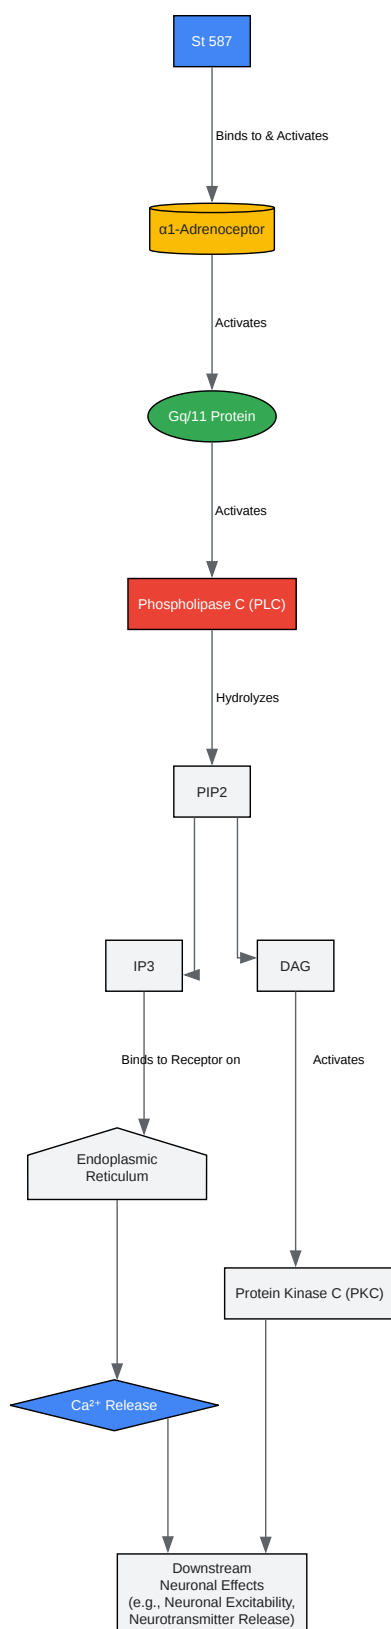 St 587
Binds to & Activates
α1-Adrenoceptor
Activates
Gq/11 Protein
Activates
Phospholipase C (PLC)
Hydrolyzes
PIP2
IP3
DAG
Binds to Receptor on
Activates
Endoplasmic
Reticulum
Protein Kinase C (PKC)
Ca²⁺ Release
Downstream
Neuronal Effects
(e.g., Neuronal Excitability,
Neurotransmitter Release)